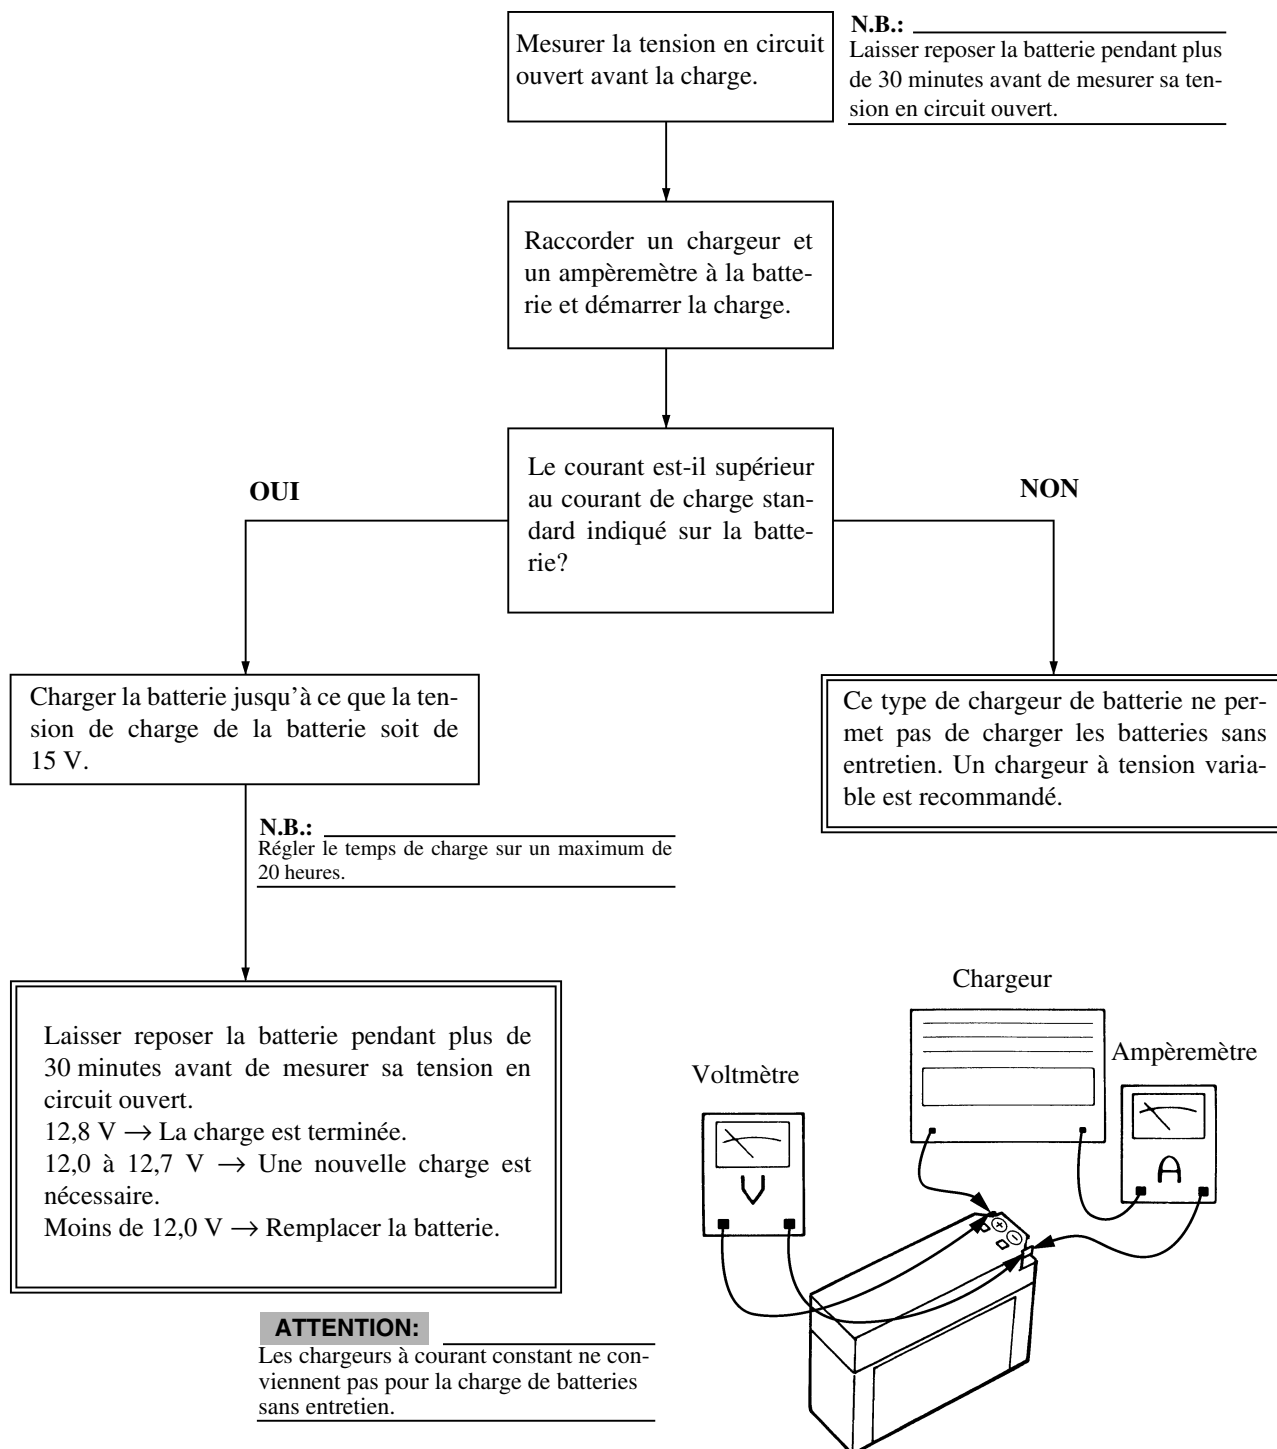 Mesurer la tension en circuit
ouvert avant la charge.
N.B.:
Laisser reposer la batterie pendant plus
de 30 minutes avant de mesurer sa ten-
sion en circuit ouvert.
Raccorder un chargeur et
un ampèremètre à la batte-
rie et démarrer la charge.
Le courant est-il supérieur
au courant de charge stan-
dard indiqué sur la batte-
rie?
OUI
NON
Charger la batterie jusqu'à ce que la ten-
sion de charge de la batterie soit de
15 V.
Ce type de chargeur de batterie ne per-
met pas de charger les batteries sans
entretien. Un chargeur à tension varia-
ble est recommandé.
N.B.:
Régler le temps de charge sur un maximum de
20 heures.
Laisser reposer la batterie pendant plus de
30 minutes avant de mesurer sa tension en
circuit ouvert.
12,8 V → La charge est terminée.
12,0 à 12,7 V → Une nouvelle charge est
nécessaire.
Moins de 12,0 V → Remplacer la batterie.
Chargeur
Ampèremètre
Voltmètre
A
V
+
−
ATTENTION:
Les chargeurs à courant constant ne con-
viennent pas pour la charge de batteries
sans entretien.